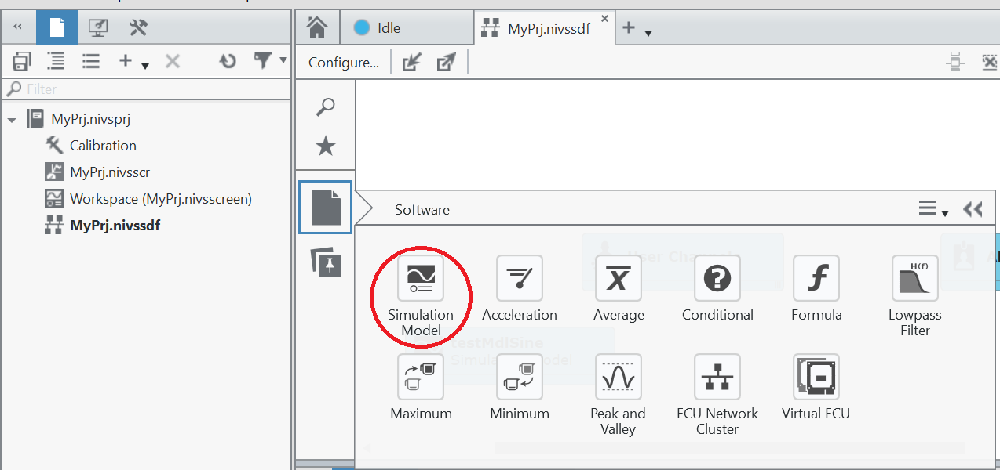 Idle
MyPrj.nivssdf
Configure...
Filter
MyPrj.nivsprj
Calibration
MyPrj.nivsscr
Workspace (MyPrj.nivsscreen)
MyPrj.nivssdf
Software
H(f)
Simulation
Model
Acceleration
Average
Conditional
Formula
Lowpass
Filter
testMdlSine
Maximum
Minimum
Peak and
Valley
ECU Network
Cluster
Virtual ECU